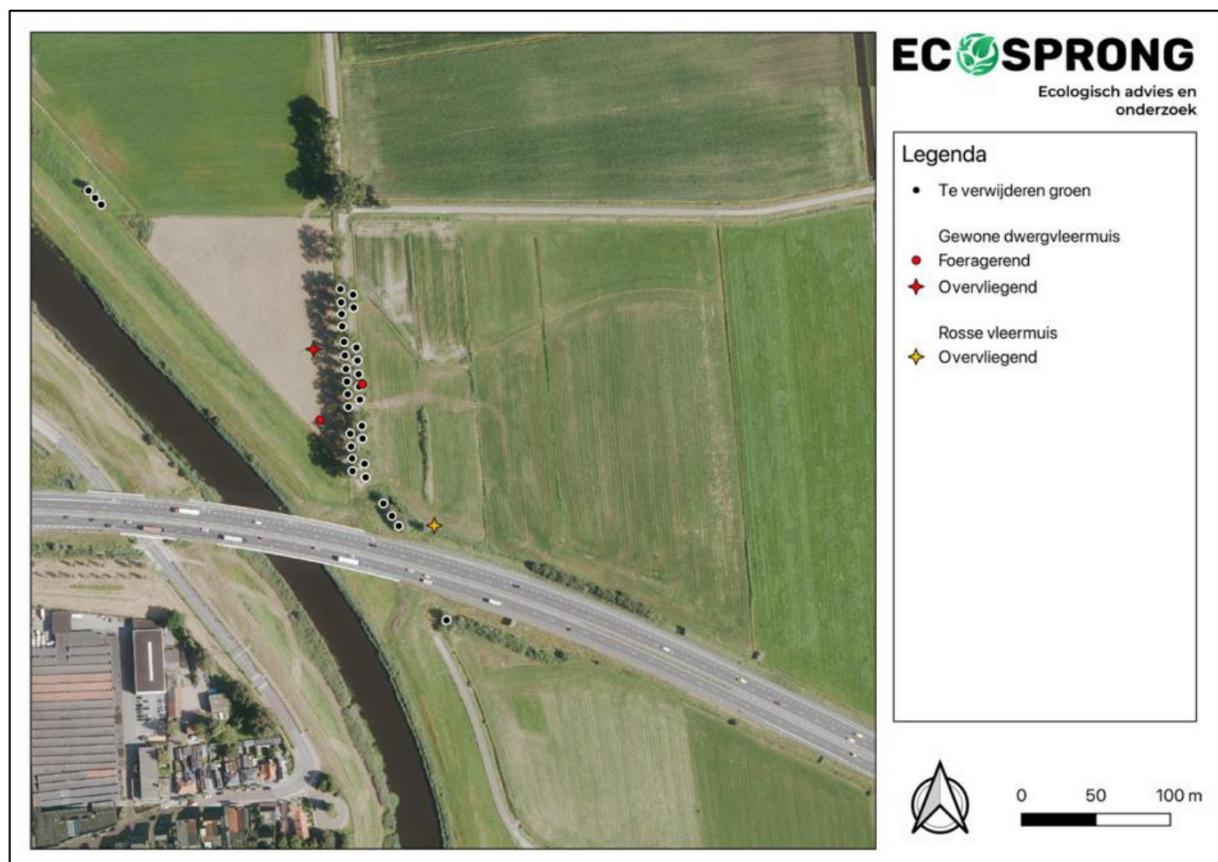 ECOSPRONG
Ecologisch advies en
onderzoek
Legenda
Te verwijderen groen
Gewone dwergvleermuis
Foeragerend
Overvliegend
Rosse vleermuis
Overvliegend
0 50 100 m